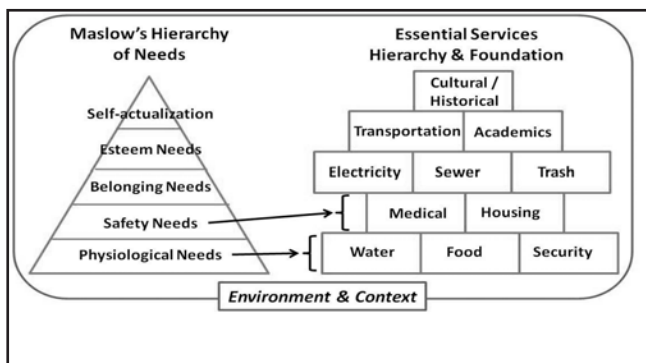 Maslow's Hierarchy
of Needs
Self-actualization
Esteem Needs
Belonging Needs
Safety Needs
Physiological Needs
Essential Services
Hierarchy & Foundation
Cultural /
Historical
Transportation
Academics
Electricity
Sewer
Trash
Medical
Housing
Water
Food
Security
Environment & Context